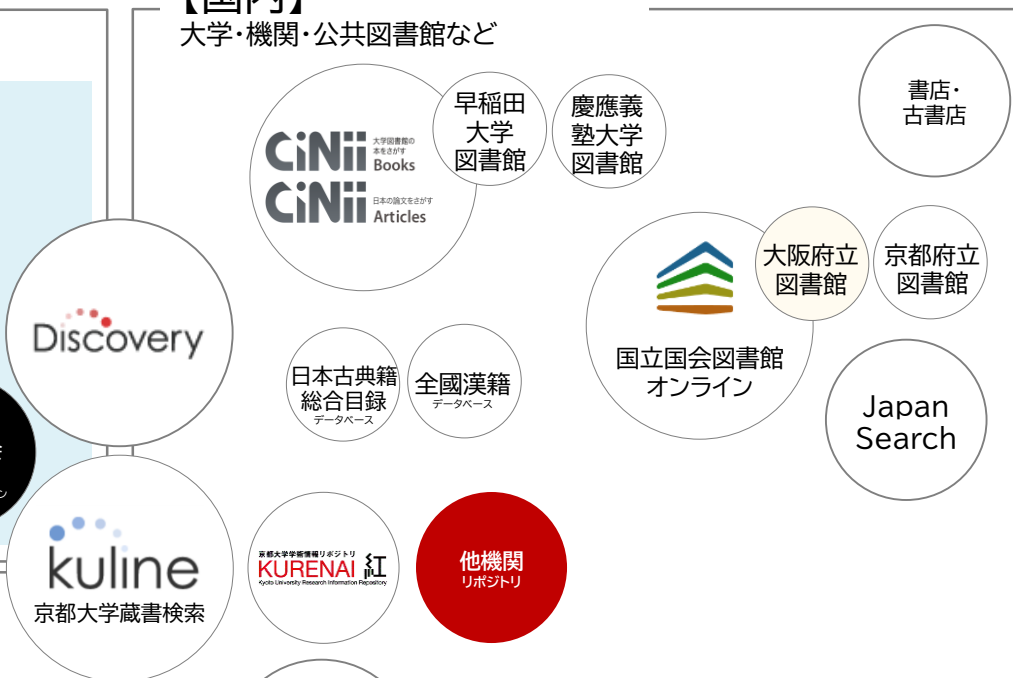 【国内】
大学・機関・公共図書館など
CiNii 大学図書館の
本をさがす
Books
CiNii 日本の論文をさがす
Articles
早稲田
大学
図書館
慶應義
塾大学
図書館
書店・
古書店
Discovery
日本古典籍
総合目録
データベース
全國漢籍
データベース
国立国会図書館
オンライン
大阪府立
図書館
京都府立
図書館
Japan
Search
kuline
京都大学蔵書検索
京都大学学術情報リポジトリ
KURENAI 紅
Kyoto University Research Information Repository
他機関
リポジトリ